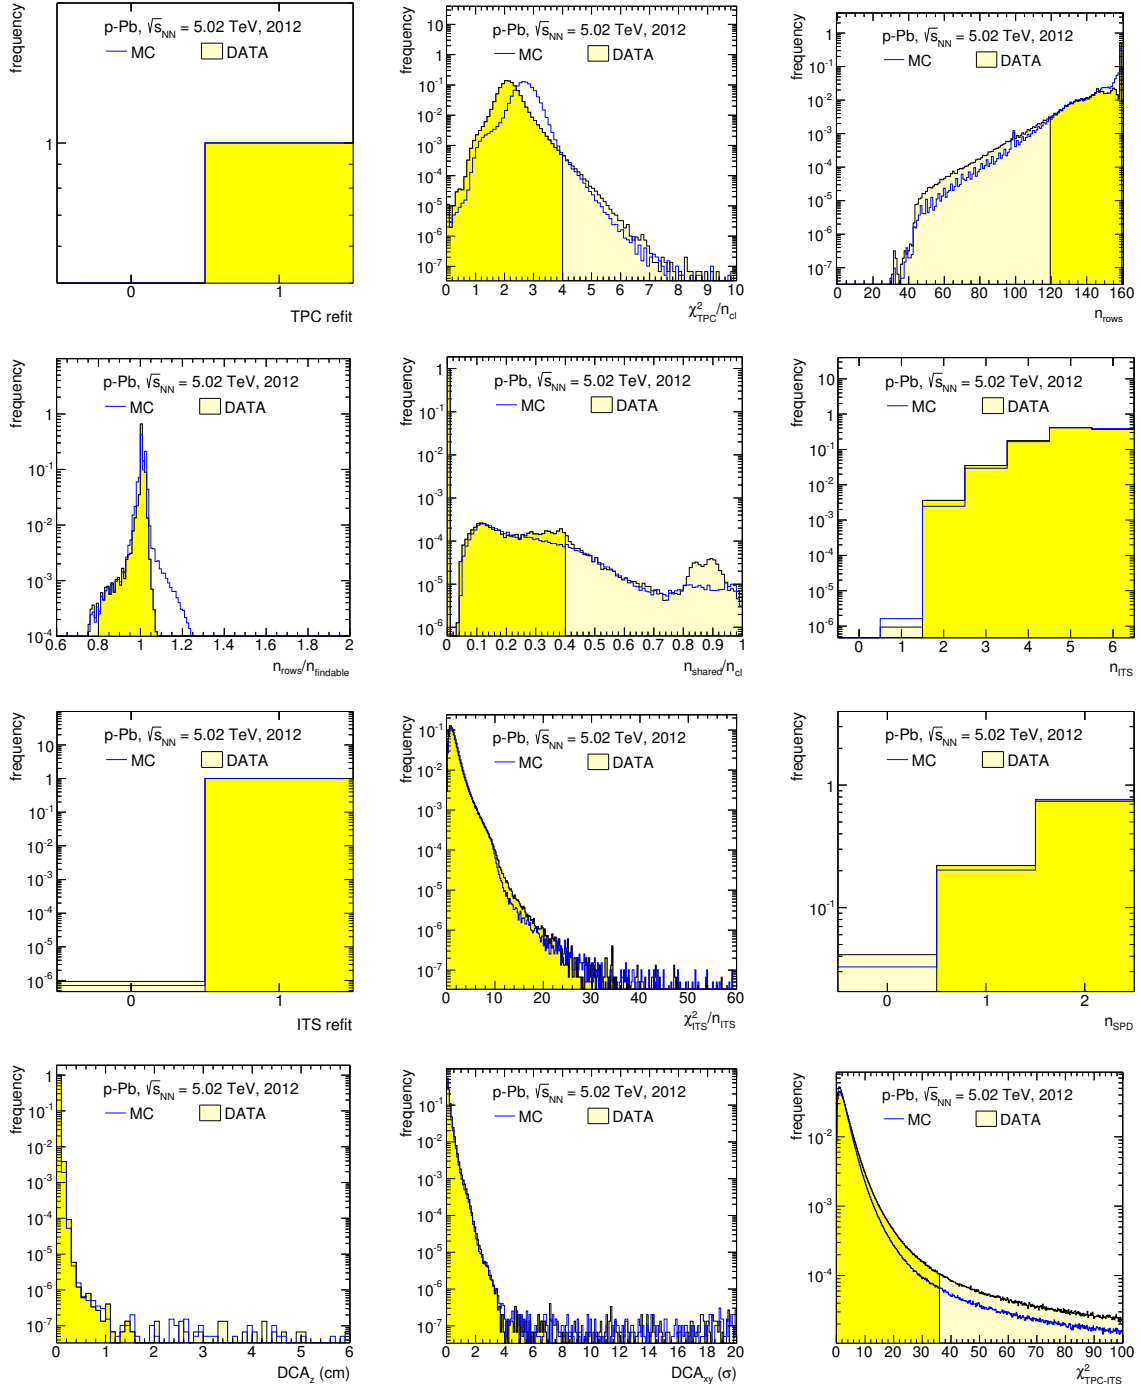 frequency
p-Pb, √sNN = 5.02 TeV, 2012
MC DATA
1
0 1
TPC refit
frequency
p-Pb, √sNN = 5.02 TeV, 2012
MC DATA
10
1
10-1
10-2
10-3
10-4
10-5
10-6
10-7
0 1 2 3 4 5 6 7 8 9 10
χ2TPC/ncl
frequency
p-Pb, √sNN = 5.02 TeV, 2012
MC DATA
10
1
10-1
10-2
10-3
10-4
10-5
10-6
10-7
0 20 40 60 80 100 120 140 160
nrows
frequency
p-Pb, √sNN = 5.02 TeV, 2012
MC DATA
1
10-1
10-2
10-3
10-4
0.6 0.8 1 1.2 1.4 1.6 1.8 2
nrows/nfindable
frequency
p-Pb, √sNN = 5.02 TeV, 2012
MC DATA
1
10-1
10-2
10-3
10-4
10-5
10-6
0 0.1 0.2 0.3 0.4 0.5 0.6 0.7 0.8 0.9 1
nshared/ncl
frequency
p-Pb, √sNN = 5.02 TeV, 2012
MC DATA
10
1
10-1
10-2
10-3
10-4
10-5
10-6
0 1 2 3 4 5 6
nITS
frequency
p-Pb, √sNN = 5.02 TeV, 2012
MC DATA
10
1
10-1
10-2
10-3
10-4
10-5
10-6
0 1
ITS refit
frequency
p-Pb, √sNN = 5.02 TeV, 2012
MC DATA
10-1
10-2
10-3
10-4
10-5
10-6
10-7
0 10 20 30 40 50 60
χ2ITS/nITS
frequency
p-Pb, √sNN = 5.02 TeV, 2012
MC DATA
1
10-1
0 1 2
nSPD
frequency
p-Pb, √sNN = 5.02 TeV, 2012
MC DATA
1
10-1
10-2
10-3
10-4
10-5
10-6
10-7
0 1 2 3 4 5 6
DCAz (cm)
frequency
p-Pb, √sNN = 5.02 TeV, 2012
MC DATA
10-1
10-2
10-3
10-4
10-5
10-6
10-7
0 2 4 6 8 10 12 14 16 18 20
DCAxy (σ)
frequency
p-Pb, √sNN = 5.02 TeV, 2012
MC DATA
10-2
10-3
10-4
0 10 20 30 40 50 60 70 80 90 100
χ2TPC-ITS